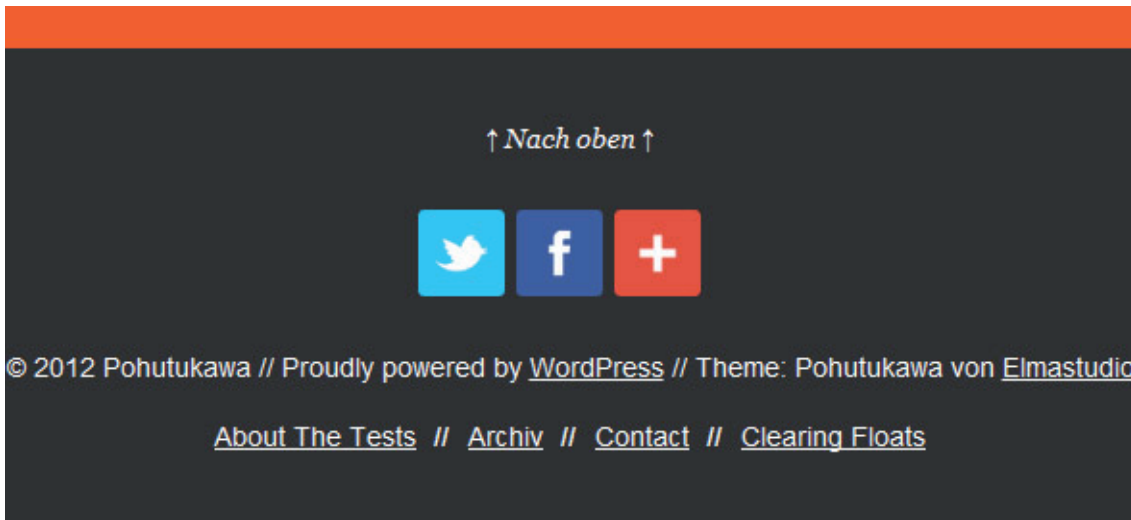 ↑ Nach oben ↑
f +
© 2012 Pohutukawa // Proudly powered by WordPress // Theme: Pohutukawa von Elmastudio
About The Tests // Archiv // Contact // Clearing Floats